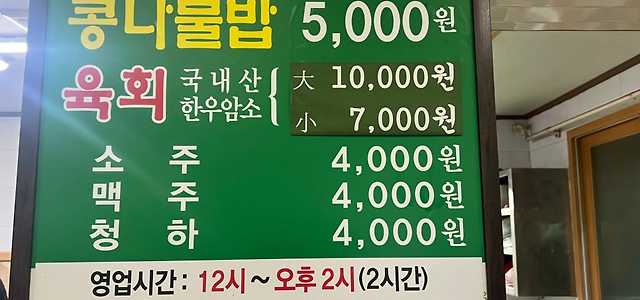 콩나물밥 5,000원
육회 국내산 한우암소 { 大 10,000원
小 7,000원
소주 4,000원
맥주 4,000원
청하 4,000원
영업시간 : 12시~오후2시(2시간)